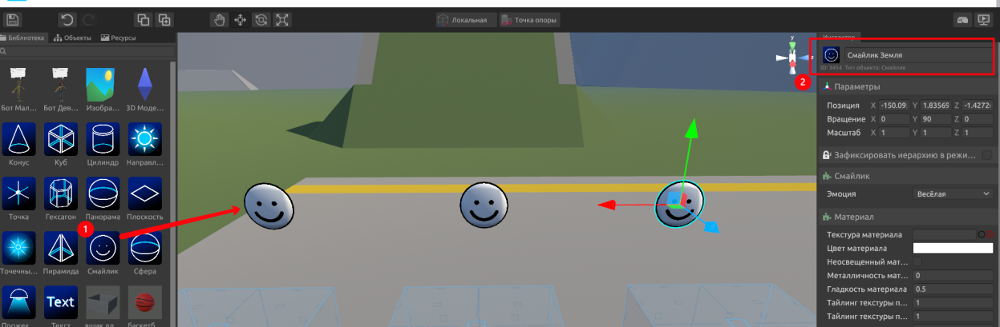 Локальная
Точка опоры
Библиотека
Объекты
Ресурсы
Бот Мал...
Бот Дев...
Изобра...
3D Моде...
Конус
Куб
Цилиндр
Направл...
Точка
Гексагон
Панорама
Плоскость
1
Точечны...
Пирамида
Смайлик
Сфера
Text
Прожек...
Текст
ящик дл...
баскетб...
y
z
2
Инспектор
Смайлик Земля
ID: 3454 Тип объекта: Смайлик
Параметры
Позиция X -150.09 Y 1.83569 Z -1.4272
Вращение X 0 Y 90 Z 0
Масштаб X 1 Y 1 Z 1
Зафиксировать иерархию в режи...
Смайлик
Эмоция Весёлая
Материал
Текстура материала
Цвет материала
Неосвещенный мат...
Металличность мат... 0
Гладкость материала 0.5
Тайлинг текстуры п... 1
Тайлинг текстуры п... 1